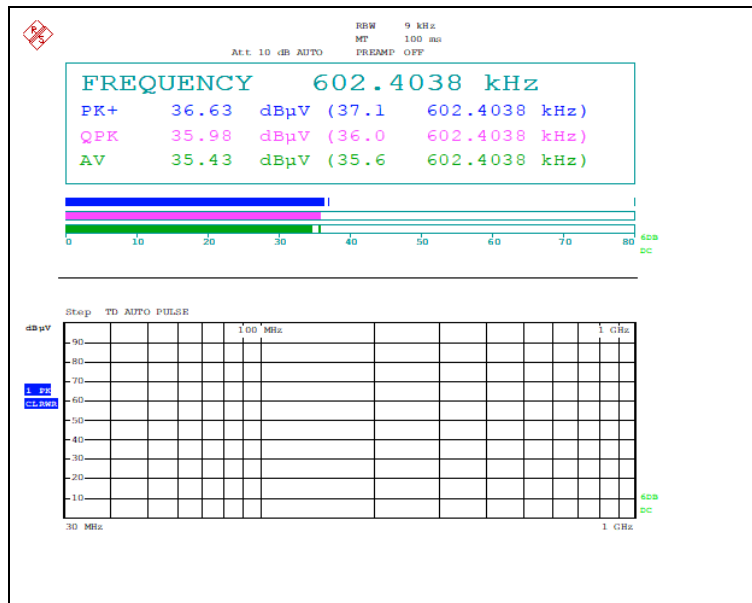 RBW 9 kHz
MT 100 ms
Att 10 dB AUTO PREAMP OFF
FREQUENCY 602.4038 kHz
PK+ 36.63 dBµV (37.1 602.4038 kHz)
QPK 35.98 dBµV (36.0 602.4038 kHz)
AV 35.43 dBµV (35.6 602.4038 kHz)
0 10 20 30 40 50 60 70 80
6DB
DC
Step TD AUTO PULSE
dBµV
100 MHz 1 GHz
90
80
70
1 PK
60
CLRWR
50
40
30
20
10
6DB
DC
30 MHz 1 GHz